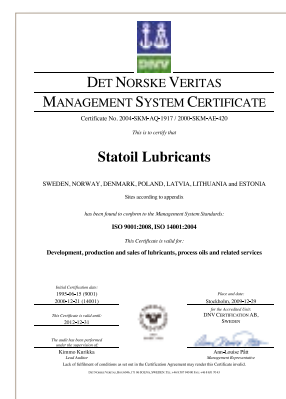 DNV
DET NORSKE VERITAS
MANAGEMENT SYSTEM CERTIFICATE
Certificate No. 2004-SKM-AQ-1917 / 2000-SKM-AE-420
This is to certify that
Statoil Lubricants
SWEDEN, NORWAY, DENMARK, POLAND, LATVIA, LITHUANIA and ESTONIA
Sites according to appendix
has been found to conform to the Management System Standards:
ISO 9001:2008, ISO 14001:2004
This Certificate is valid for:
Development, production and sales of lubricants, process oils and related services
Initial Certification date:
1995-06-15 (9001)
2000-12-21 (14001)
Place and date:
Stockholm, 2009-12-29
This Certificate is valid until:
2012-12-31
for the Accredited Unit:
DNV CERTIFICATION AB,
SWEDEN
The audit has been performed
under the supervision of
Kimmo Kurikka
Lead Auditor
Ann-Louise Pätt
Management Representative
Lack of fulfilment of conditions as set out in the Certification Agreement may render this Certificate invalid.